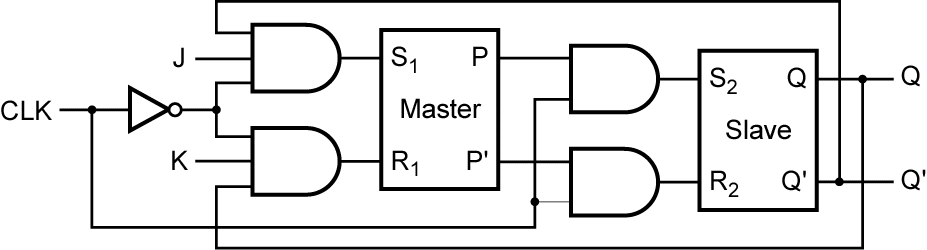 J
S₁
P
S₂
Q
Q
CLK
Master
Slave
K
R₁
P'
R₂
Q'
Q'